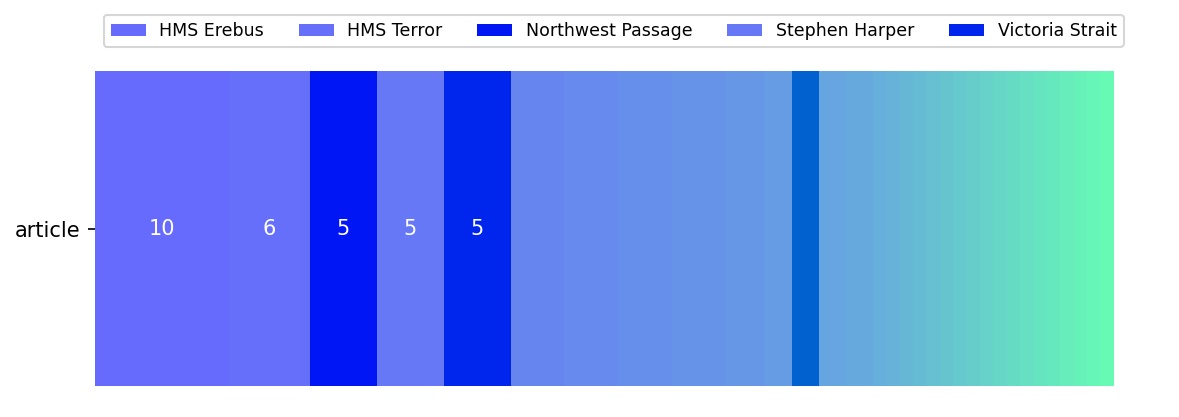 HMS Erebus HMS Terror Northwest Passage Stephen Harper Victoria Strait
article 10 6 5 5 5